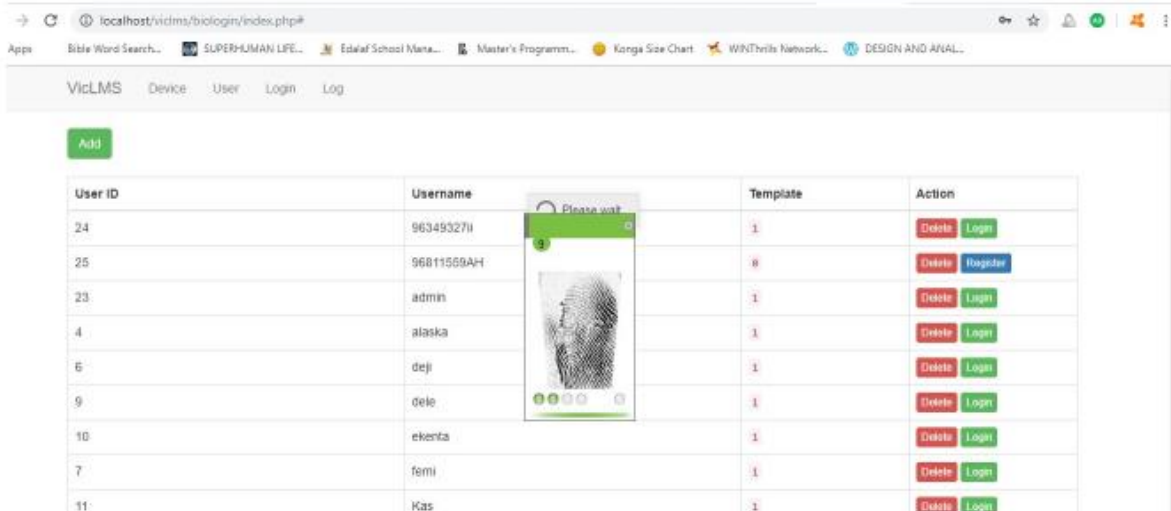 localhost/viclms/biologin/index.php#
Apps Bible Word Search... SUPERHUMAN LIFE... Edalaf School Mana... Master's Programm... Konga Size Chart WINThrills Network... DESIGN AND ANAL...
VicLMS Device User Login Log
Add
User ID Username Template Action
Please wait
24 96349327II 1 Delete Login
9
25 96811559AH 0 Delete Register
23 admin 1 Delete Login
4 alaska 1 Delete Login
6 deji 1 Delete Login
9 dele 1 Delete Login
10 ekenta 1 Delete Login
7 femi 1 Delete Login
11 Kas 1 Delete Login